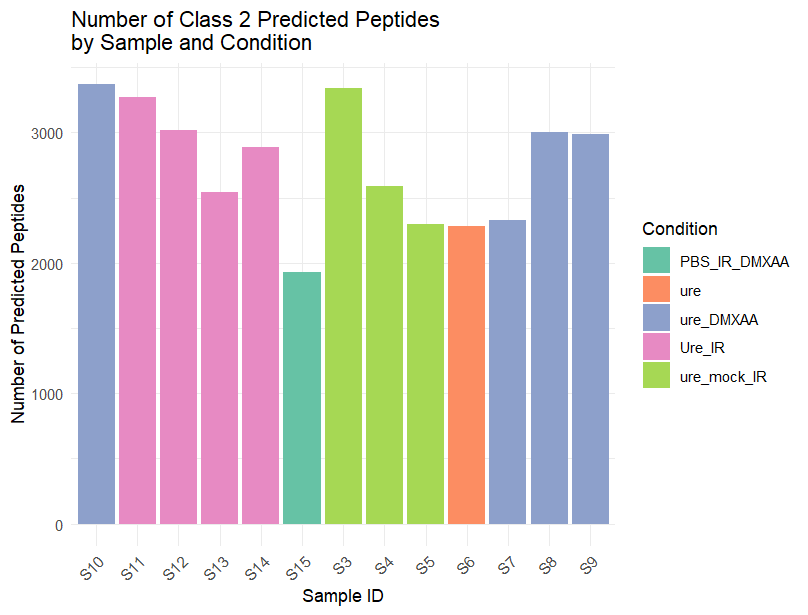 Number of Class 2 Predicted Peptides
by Sample and Condition
Number of Predicted Peptides
3000
2000
1000
0
S10 S11 S12 S13 S14 S15 S3 S4 S5 S6 S7 S8 S9
Sample ID
Condition
PBS_IR_DMXAA
ure
ure_DMXAA
Ure_IR
ure_mock_IR